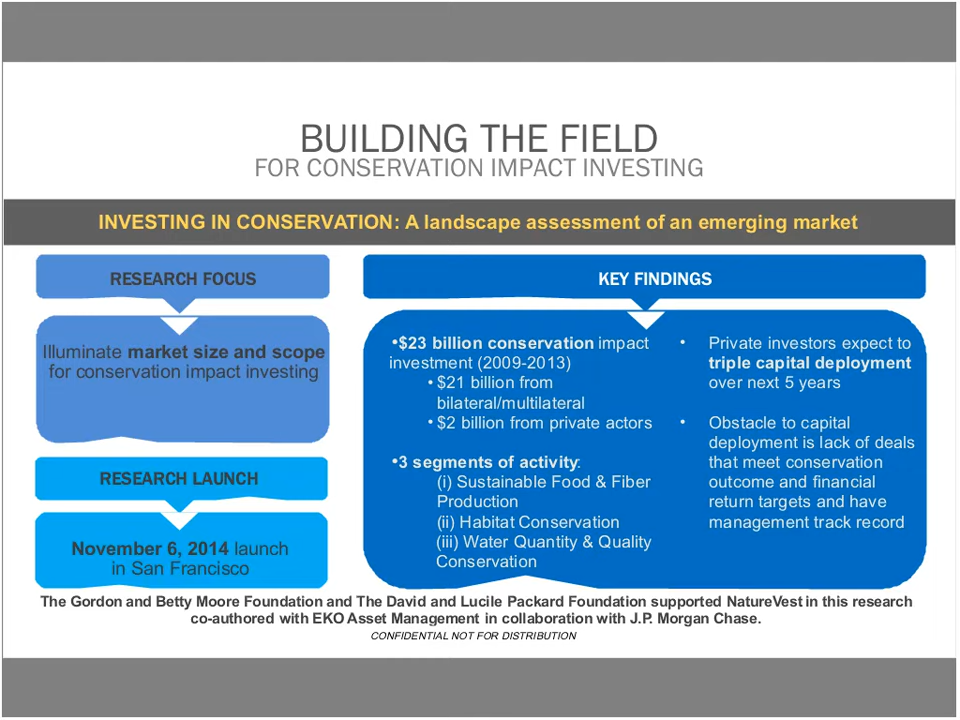 BUILDING THE FIELD
FOR CONSERVATION IMPACT INVESTING
INVESTING IN CONSERVATION: A landscape assessment of an emerging market
RESEARCH FOCUS
Illuminate market size and scope
for conservation impact investing
RESEARCH LAUNCH
November 6, 2014 launch
in San Francisco
KEY FINDINGS
•$23 billion conservation impact
investment (2009-2013)
• $21 billion from
bilateral/multilateral
• $2 billion from private actors
•3 segments of activity:
(i) Sustainable Food & Fiber
Production
(ii) Habitat Conservation
(iii) Water Quantity & Quality
Conservation
• Private investors expect to
triple capital deployment
over next 5 years
• Obstacle to capital
deployment is lack of deals
that meet conservation
outcome and financial
return targets and have
management track record
The Gordon and Betty Moore Foundation and The David and Lucile Packard Foundation supported NatureVest in this research
co-authored with EKO Asset Management in collaboration with J.P. Morgan Chase.
CONFIDENTIAL NOT FOR DISTRIBUTION